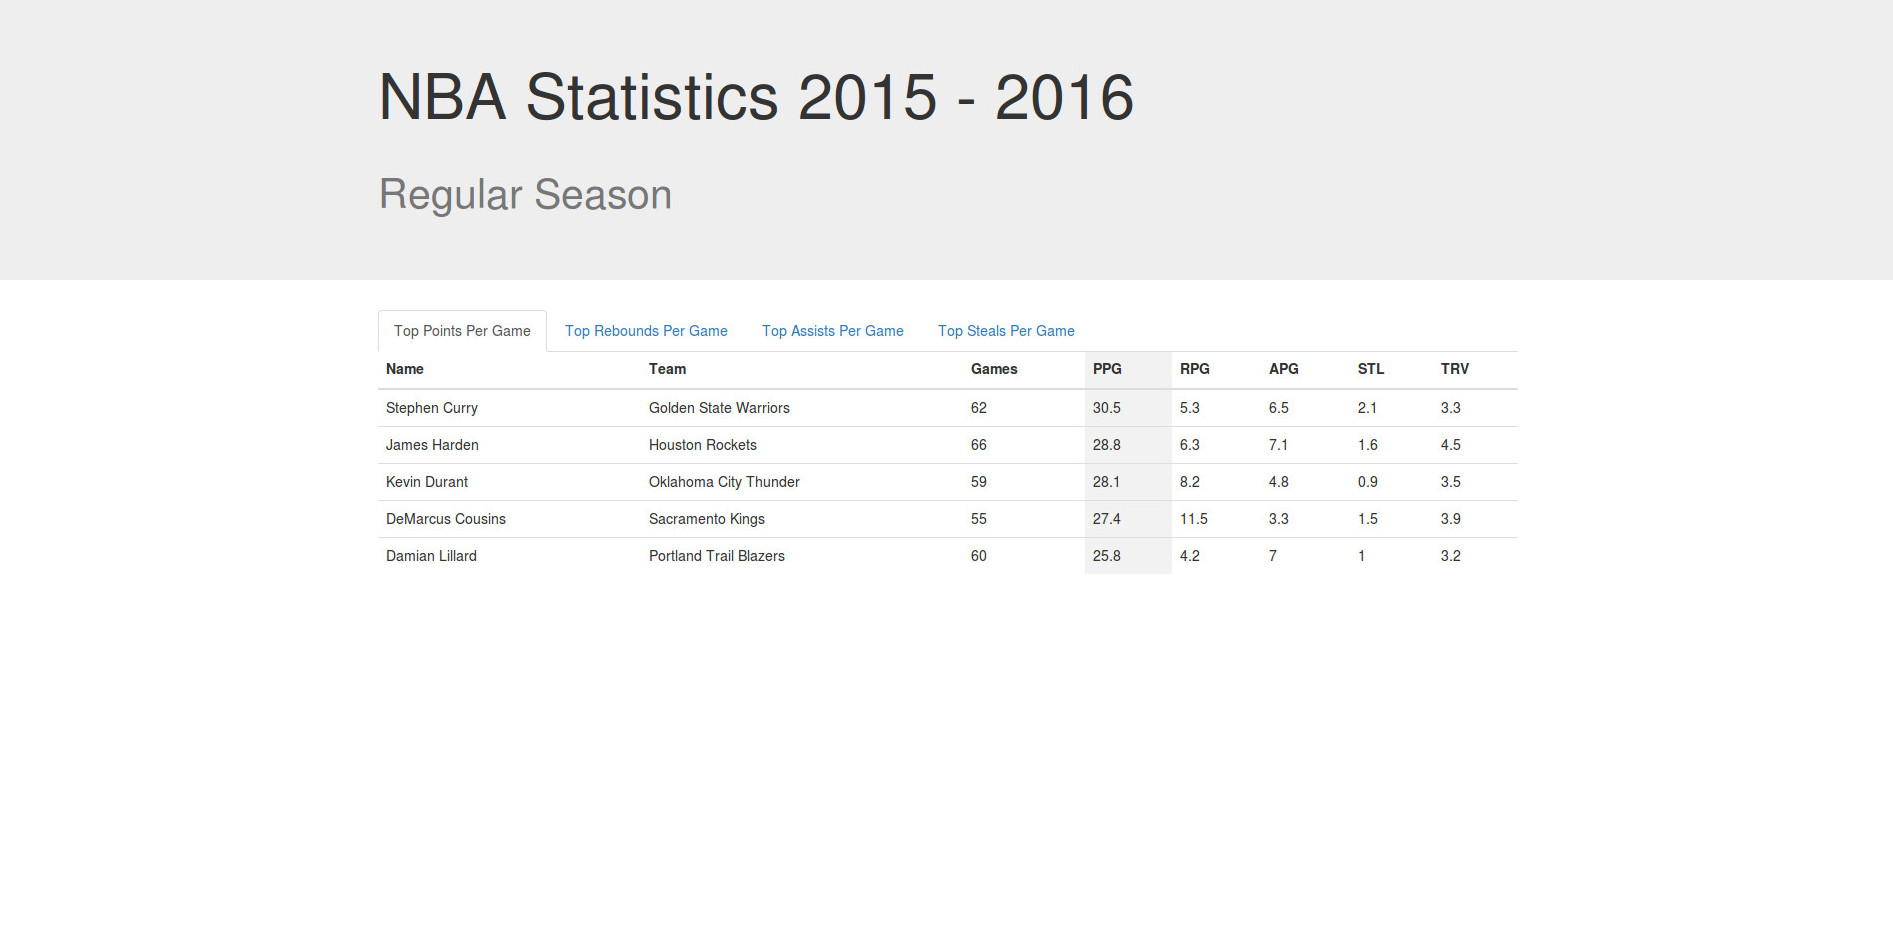 NBA Statistics 2015 - 2016
Regular Season
Top Points Per Game Top Rebounds Per Game Top Assists Per Game Top Steals Per Game
Name Team Games PPG RPG APG STL TRV
Stephen Curry Golden State Warriors 62 30.5 5.3 6.5 2.1 3.3
James Harden Houston Rockets 66 28.8 6.3 7.1 1.6 4.5
Kevin Durant Oklahoma City Thunder 59 28.1 8.2 4.8 0.9 3.5
DeMarcus Cousins Sacramento Kings 55 27.4 11.5 3.3 1.5 3.9
Damian Lillard Portland Trail Blazers 60 25.8 4.2 7 1 3.2